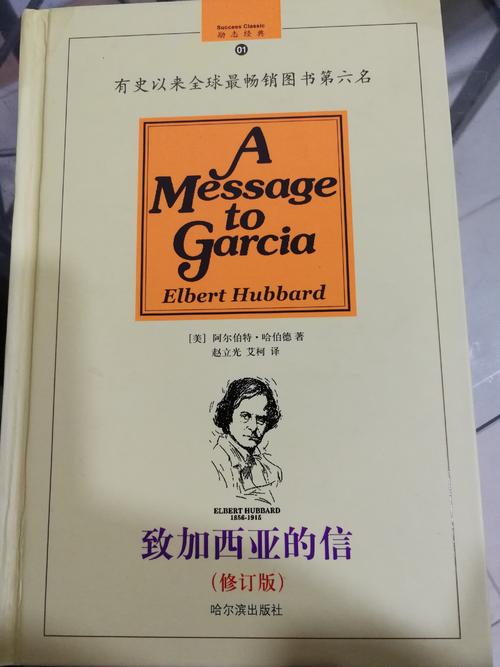 Success Classic
励志经典
01
有史以来全球最畅销图书第六名
A
Message
to
Garcia
Elbert Hubbard
［美］阿尔伯特·哈伯德 著
赵立光 艾柯 译
ELBERT HUBBARD
1856-1915
致加西亚的信
（修订版）
哈尔滨出版社